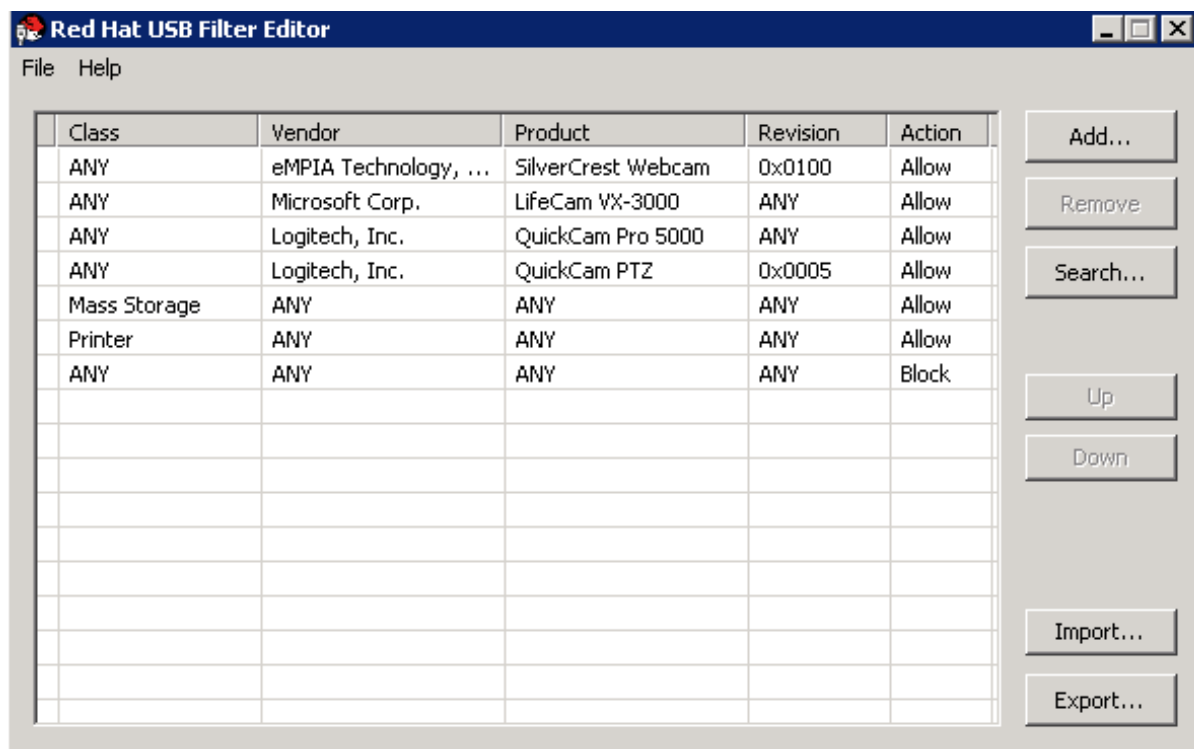 Red Hat USB Filter Editor
File Help
Class Vendor Product Revision Action
ANY eMPIA Technology, ... SilverCrest Webcam 0x0100 Allow
ANY Microsoft Corp. LifeCam VX-3000 ANY Allow
ANY Logitech, Inc. QuickCam Pro 5000 ANY Allow
ANY Logitech, Inc. QuickCam PTZ 0x0005 Allow
Mass Storage ANY ANY ANY Allow
Printer ANY ANY ANY Allow
ANY ANY ANY ANY Block
Add...
Remove
Search...
Up
Down
Import...
Export...